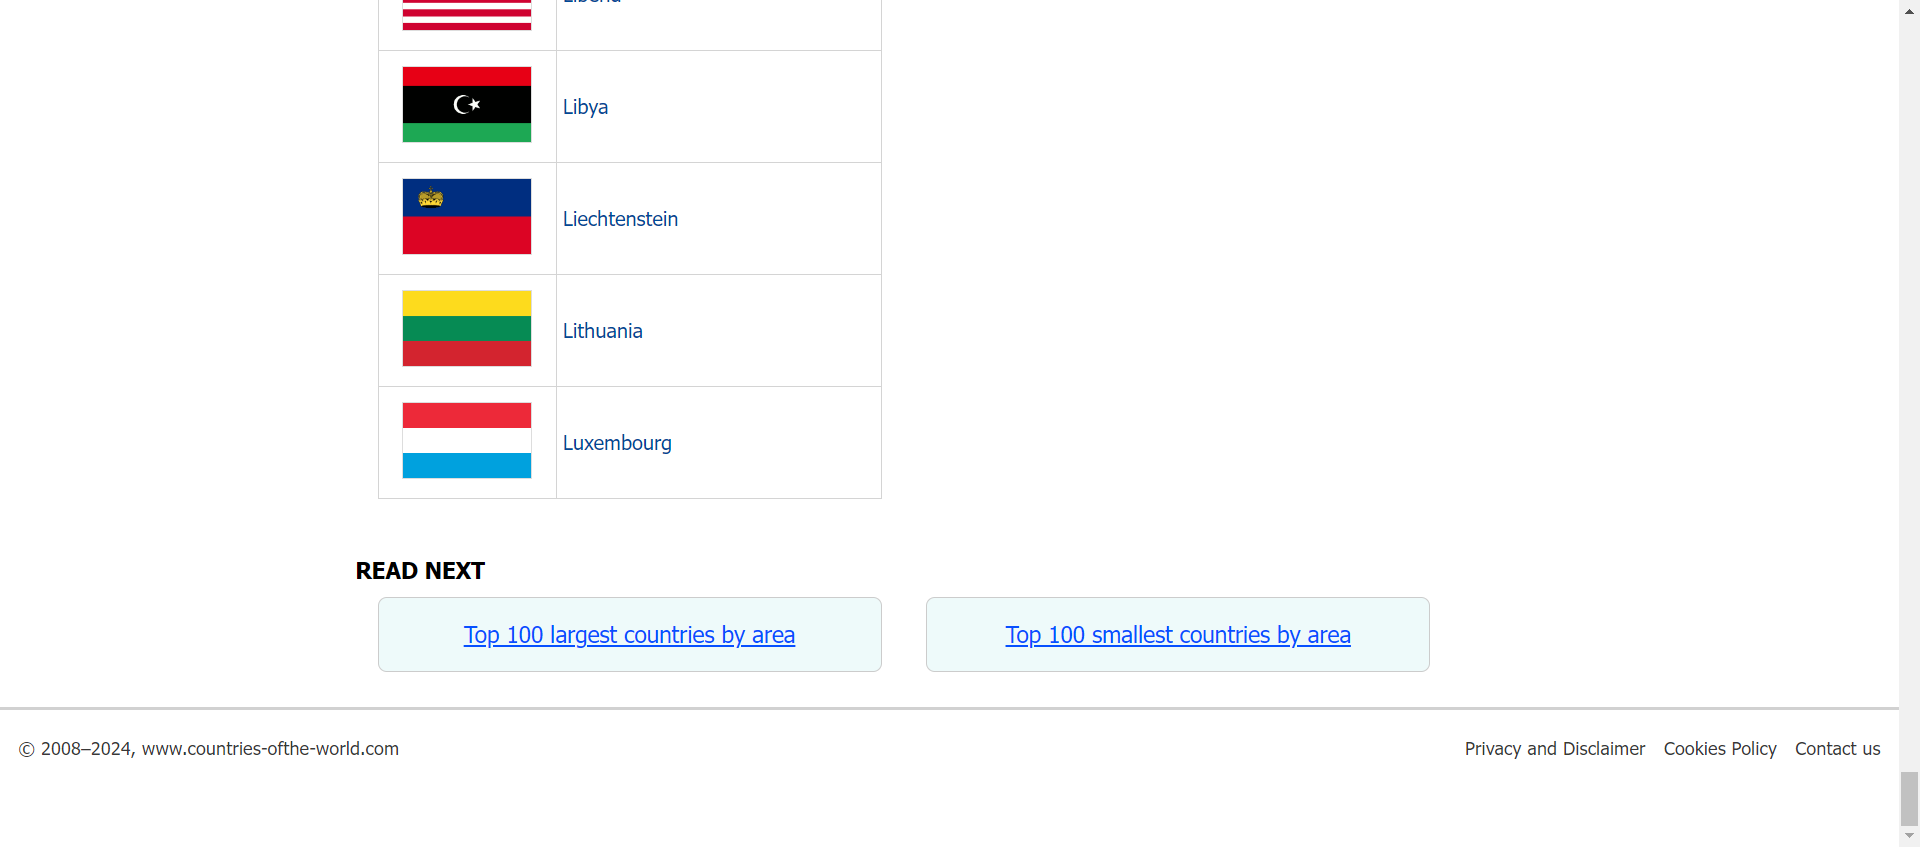 Libya
Liechtenstein
Lithuania
Luxembourg
READ NEXT
Top 100 largest countries by area
Top 100 smallest countries by area
© 2008–2024, www.countries-ofthe-world.com
Privacy and Disclaimer
Cookies Policy
Contact us